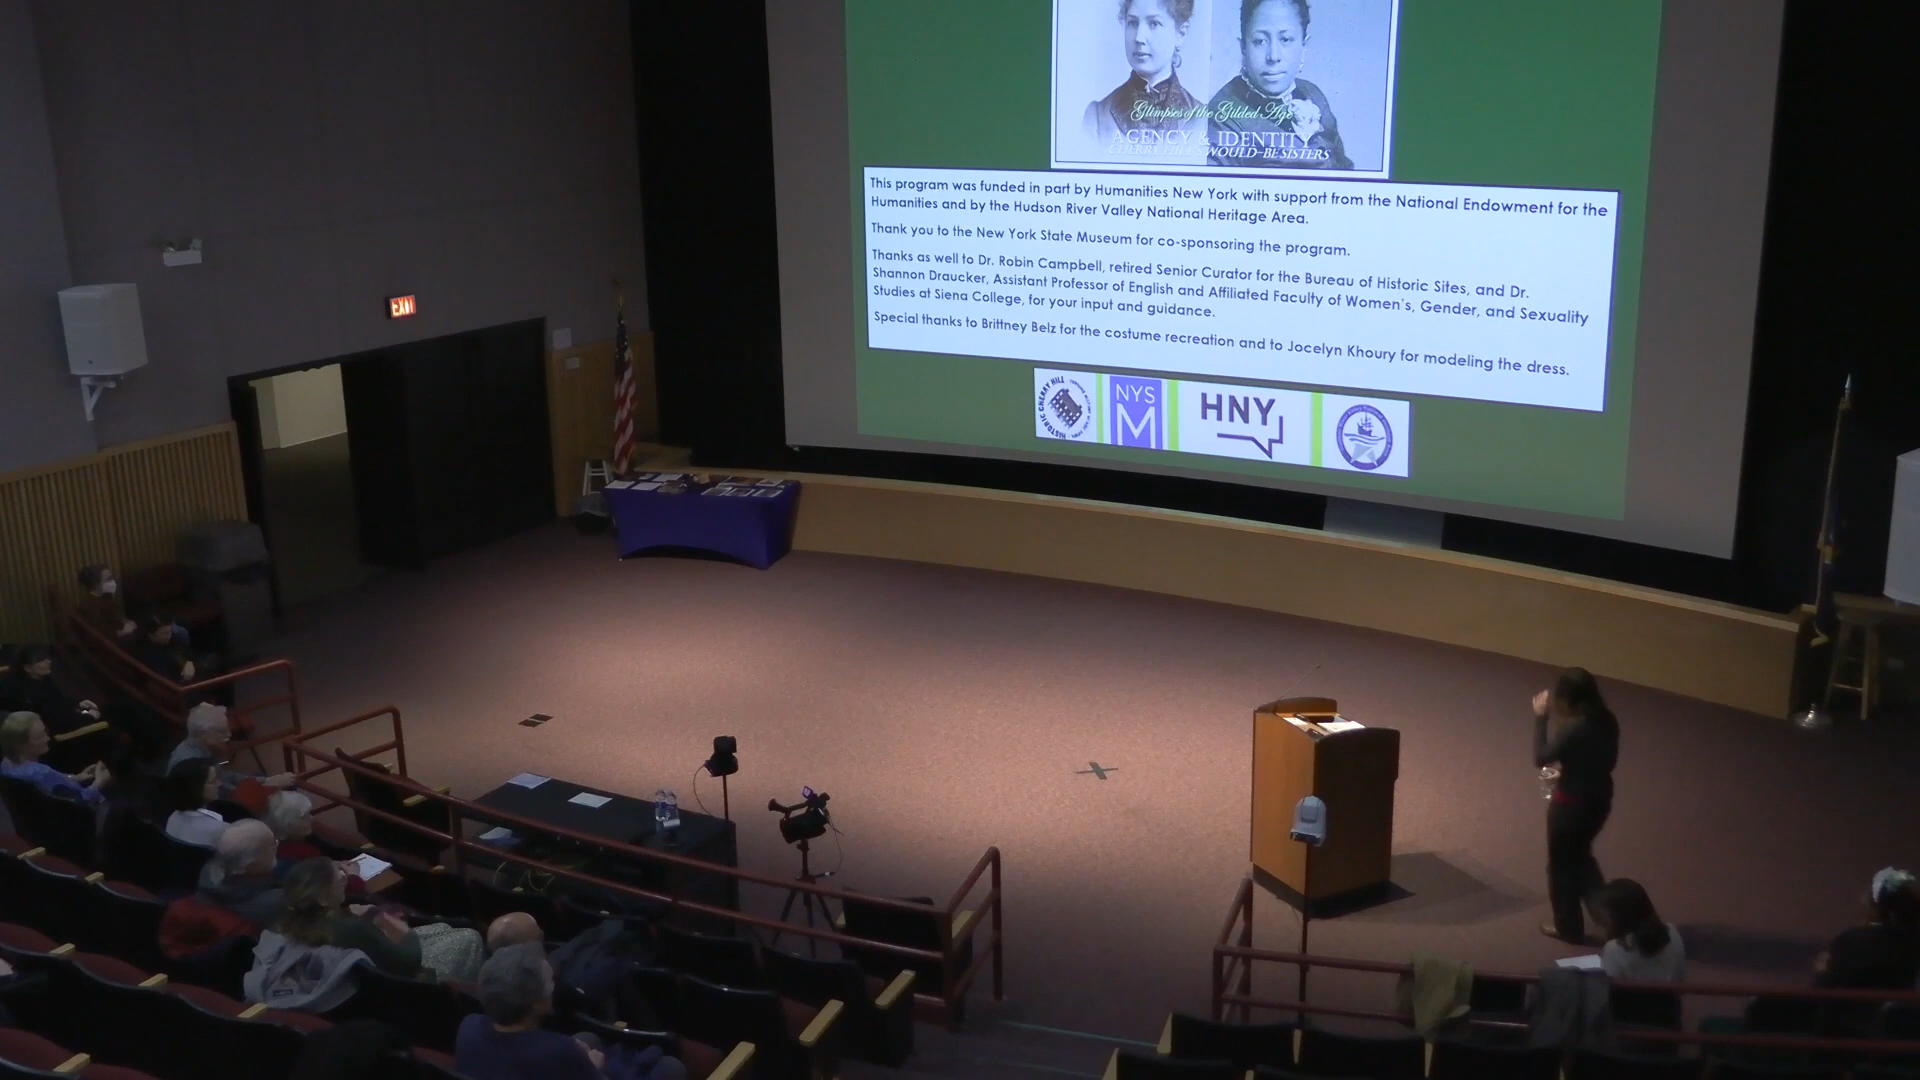 Glimpses of the Gilded Age
AGENCY & IDENTITY
CHERRY HILL'S WOULD-BE SISTERS
This program was funded in part by Humanities New York with support from the National Endowment for the
Humanities and by the Hudson River Valley National Heritage Area.
Thank you to the New York State Museum for co-sponsoring the program.
Thanks as well to Dr. Robin Campbell, retired Senior Curator for the Bureau of Historic Sites, and Dr.
Shannon Draucker, Assistant Professor of English and Affiliated Faculty of Women's, Gender, and Sexuality
Studies at Siena College, for your input and guidance.
Special thanks to Brittney Belz for the costume recreation and to Jocelyn Khoury for modeling the dress.
HISTORIC CHERRY HILL
NYS
M
HNY
EXIT